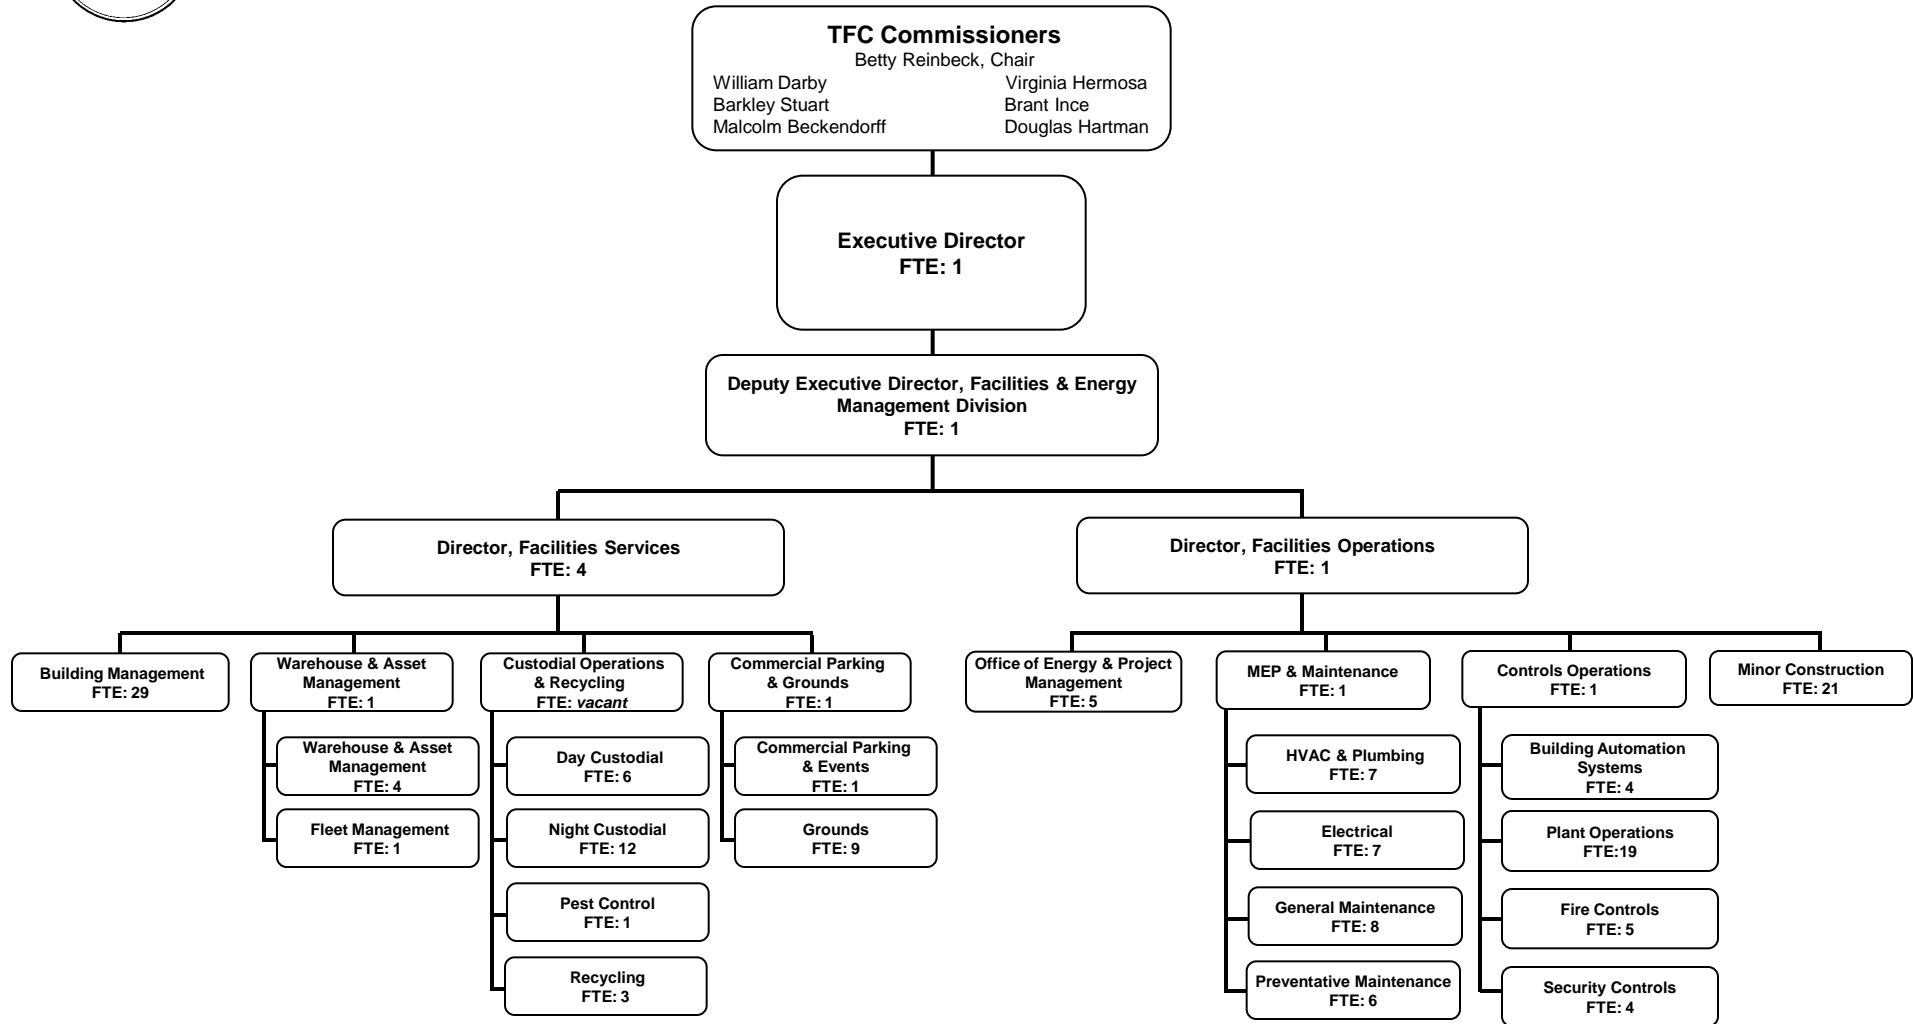 TFC Commissioners
Betty Reinbeck, Chair
William Darby
Virginia Hermosa
Barkley Stuart
Brant Ince
Malcolm Beckendorff
Douglas Hartman
Executive Director
FTE: 1
Deputy Executive Director, Facilities & Energy
Management Division
FTE: 1
Director, Facilities Services
FTE: 4
Director, Facilities Operations
FTE: 1
Building Management
FTE: 29
Warehouse & Asset
Management
FTE: 1
Custodial Operations
& Recycling
FTE: vacant
Commercial Parking
& Grounds
FTE: 1
Office of Energy & Project
Management
FTE: 5
MEP & Maintenance
FTE: 1
Controls Operations
FTE: 1
Minor Construction
FTE: 21
Warehouse & Asset
Management
FTE: 4
Fleet Management
FTE: 1
Day Custodial
FTE: 6
Night Custodial
FTE: 12
Pest Control
FTE: 1
Recycling
FTE: 3
Commercial Parking
& Events
FTE: 1
Grounds
FTE: 9
HVAC & Plumbing
FTE: 7
Electrical
FTE: 7
General Maintenance
FTE: 8
Preventative Maintenance
FTE: 6
Building Automation
Systems
FTE: 4
Plant Operations
FTE:19
Fire Controls
FTE: 5
Security Controls
FTE: 4